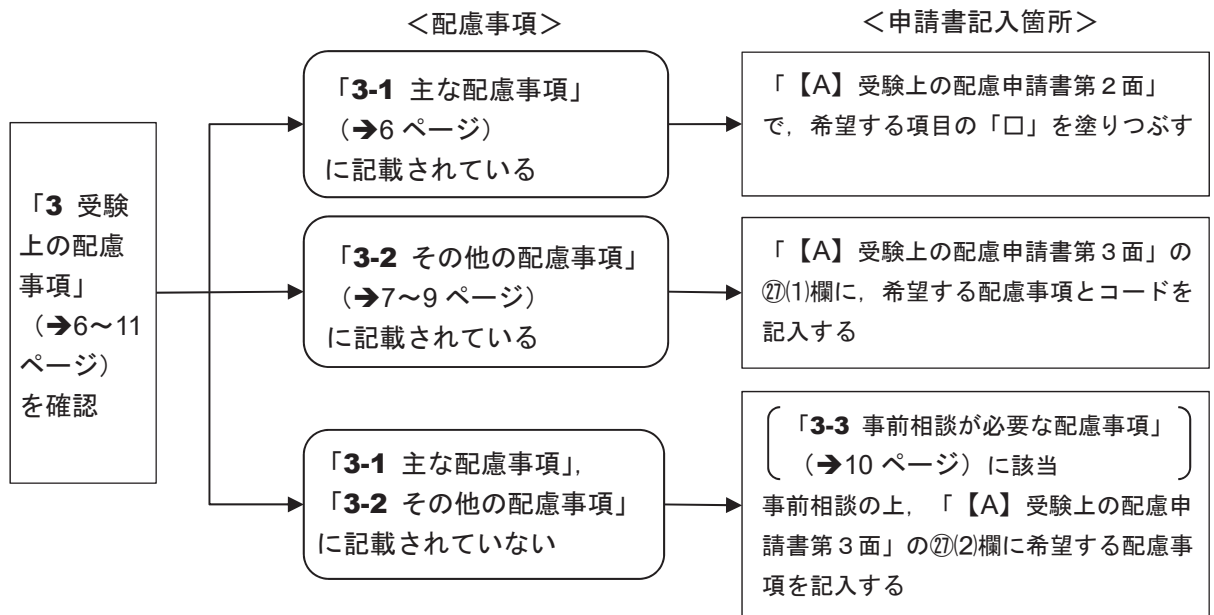 ＜配慮事項＞
＜申請書記入箇所＞
「3 受験
上の配慮
事項」
（➔6～11
ページ）
を確認
「3-1 主な配慮事項」
（➔6 ページ）
に記載されている
「【A】受験上の配慮申請書第２面」
で，希望する項目の「□」を塗りつぶす
「3-2 その他の配慮事項」
（➔7～9 ページ）
に記載されている
「【A】受験上の配慮申請書第３面」の
㉗⑴欄に，希望する配慮事項とコードを
記入する
「3-1 主な配慮事項」，
「3-2 その他の配慮事項」
に記載されていない
「3-3 事前相談が必要な配慮事項」
（➔10 ページ）に該当
事前相談の上，「【A】受験上の配慮申
請書第３面」の㉗⑵欄に希望する配慮事
項を記入する